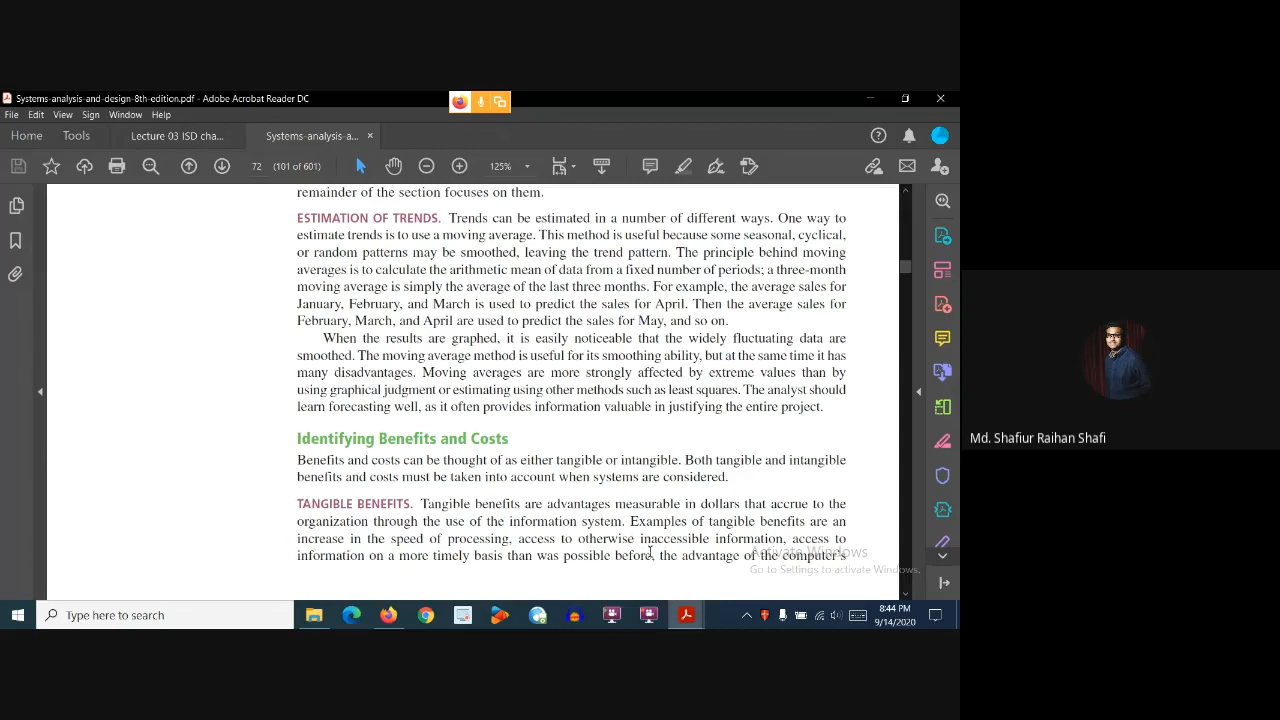 Systems-analysis-and-design-8th-edition.pdf - Adobe Acrobat Reader DC
File Edit View Sign Window Help
Home Tools Lecture 03 ISD cha... Systems-analysis-a... ×
72 (101 of 601) 125%
remainder of the section focuses on them.
ESTIMATION OF TRENDS. Trends can be estimated in a number of different ways. One way to
estimate trends is to use a moving average. This method is useful because some seasonal, cyclical,
or random patterns may be smoothed, leaving the trend pattern. The principle behind moving
averages is to calculate the arithmetic mean of data from a fixed number of periods; a three-month
moving average is simply the average of the last three months. For example, the average sales for
January, February, and March is used to predict the sales for April. Then the average sales for
February, March, and April are used to predict the sales for May, and so on.
When the results are graphed, it is easily noticeable that the widely fluctuating data are
smoothed. The moving average method is useful for its smoothing ability, but at the same time it has
many disadvantages. Moving averages are more strongly affected by extreme values than by
using graphical judgment or estimating using other methods such as least squares. The analyst should
learn forecasting well, as it often provides information valuable in justifying the entire project.
Identifying Benefits and Costs
Benefits and costs can be thought of as either tangible or intangible. Both tangible and intangible
benefits and costs must be taken into account when systems are considered.
TANGIBLE BENEFITS. Tangible benefits are advantages measurable in dollars that accrue to the
organization through the use of the information system. Examples of tangible benefits are an
increase in the speed of processing, access to otherwise inaccessible information, access to
information on a more timely basis than was possible before, the advantage of the computer's
Activate Windows
Go to Settings to activate Windows.
Md. Shafiur Raihan Shafi
Type here to search
8:44 PM
9/14/2020